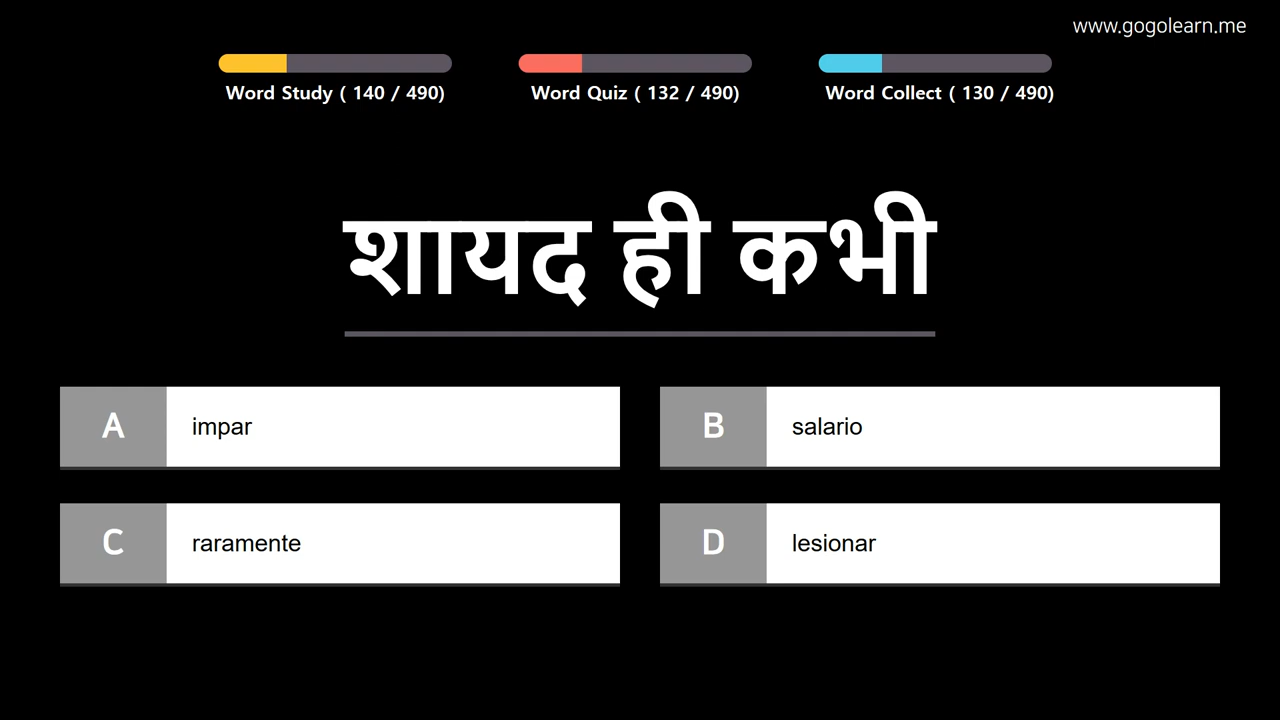 www.gogolearn.me
Word Study ( 140 / 490)
Word Quiz ( 132 / 490)
Word Collect ( 130 / 490)
शायद ही कभी
A impar
B salario
C raramente
D lesionar